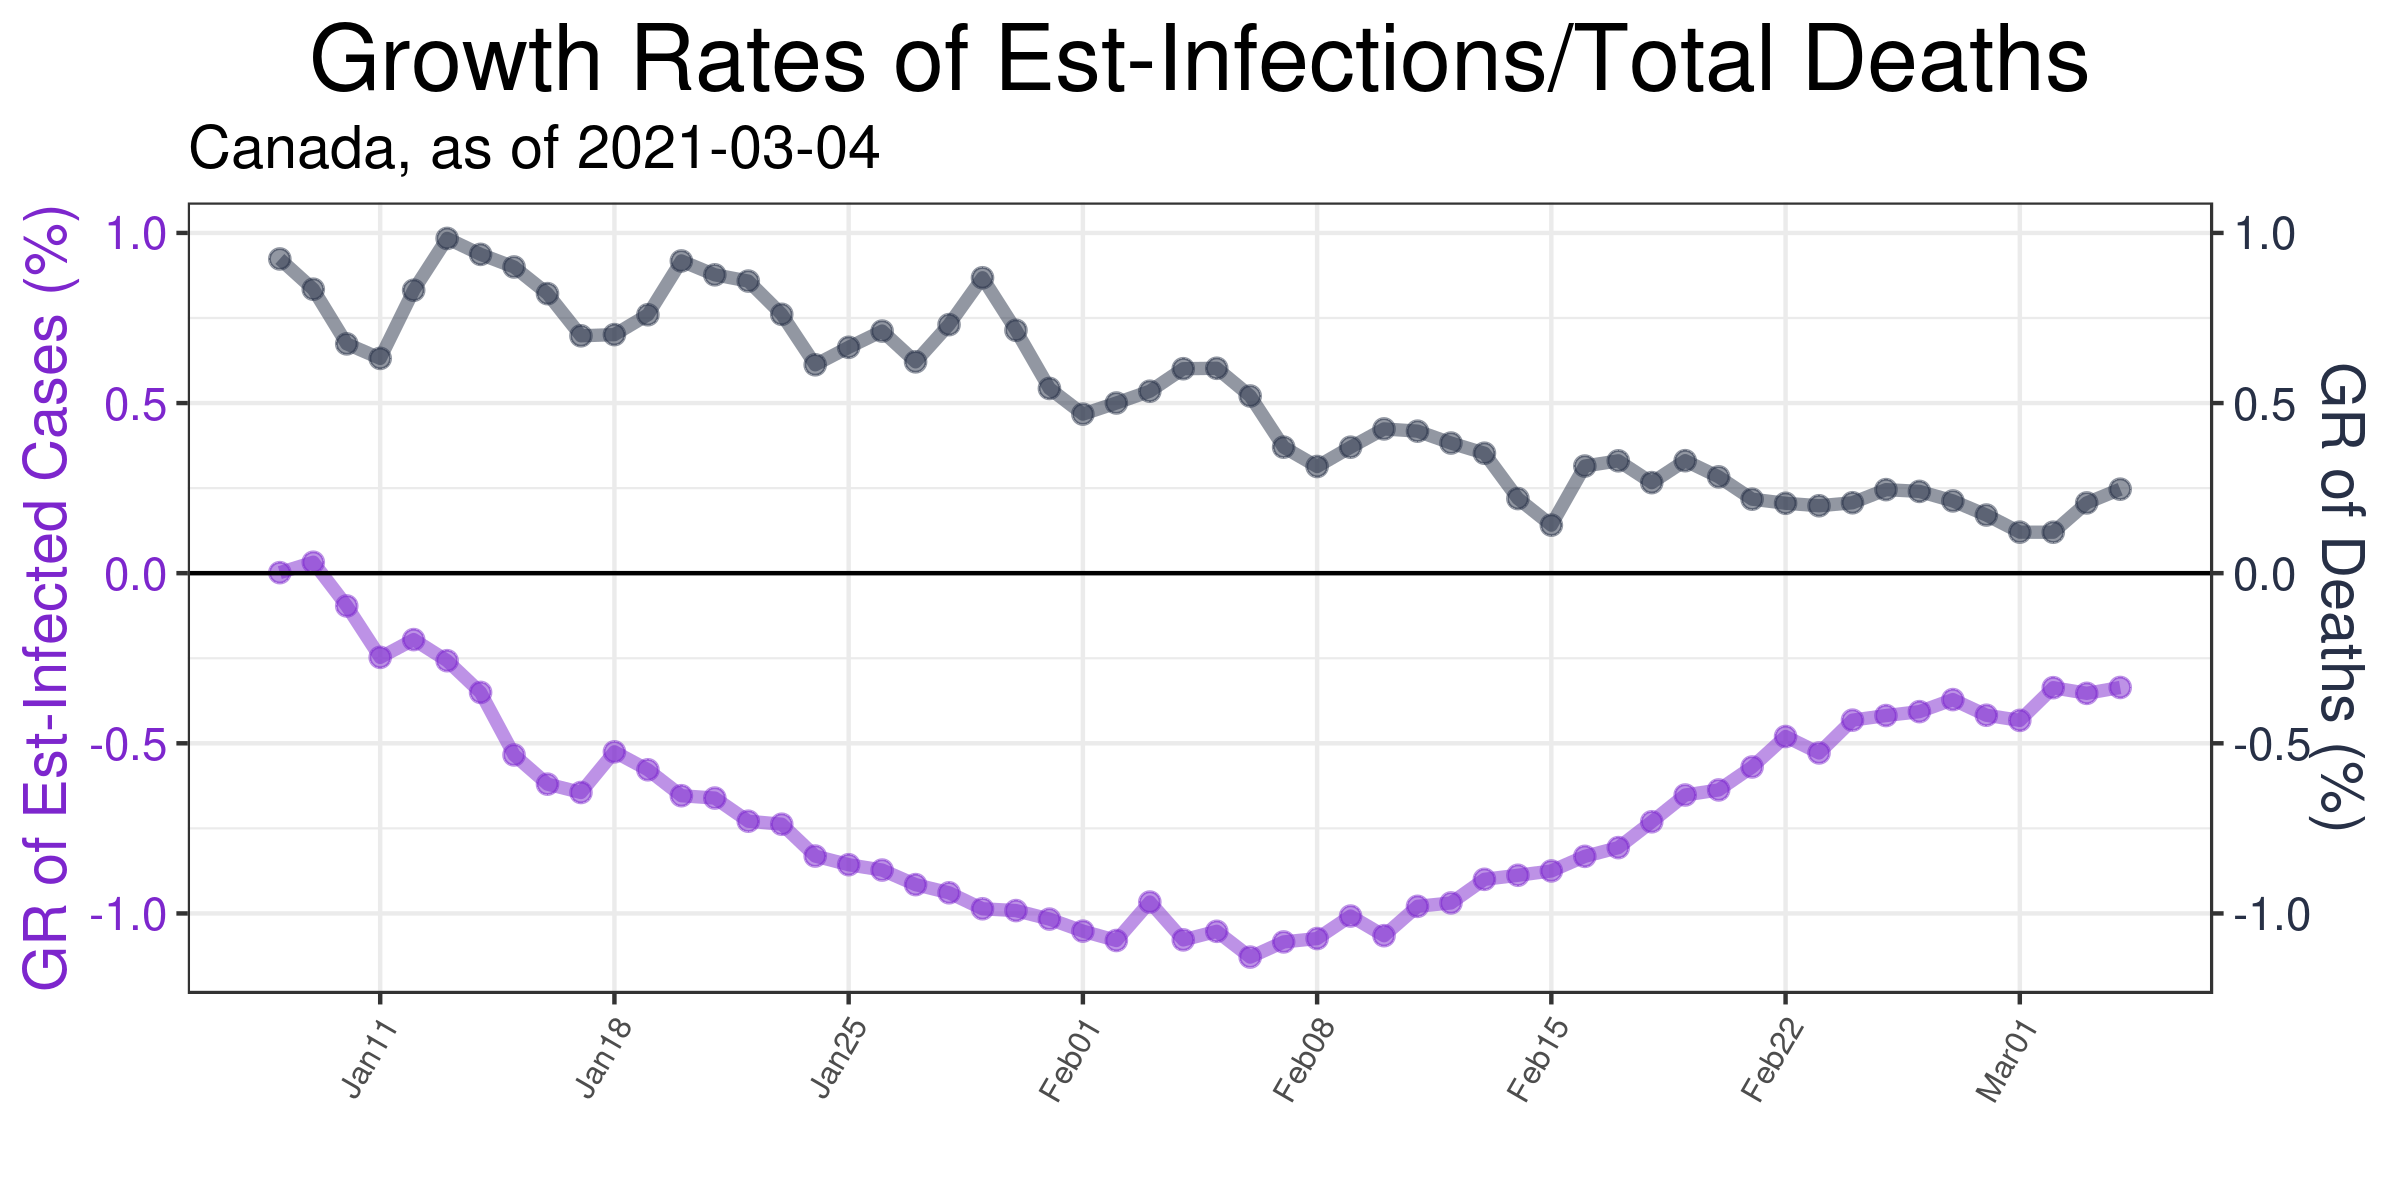 Growth Rates of Est-Infections/Total Deaths
Canada, as of 2021-03-04
GR of Est-Infected Cases (%)
1.0
0.5
0.0
-0.5
-1.0
1.0
0.5
0.0
-0.5
-1.0
GR of Deaths (%)
Jan11
Jan18
Jan25
Feb01
Feb08
Feb15
Feb22
Mar01